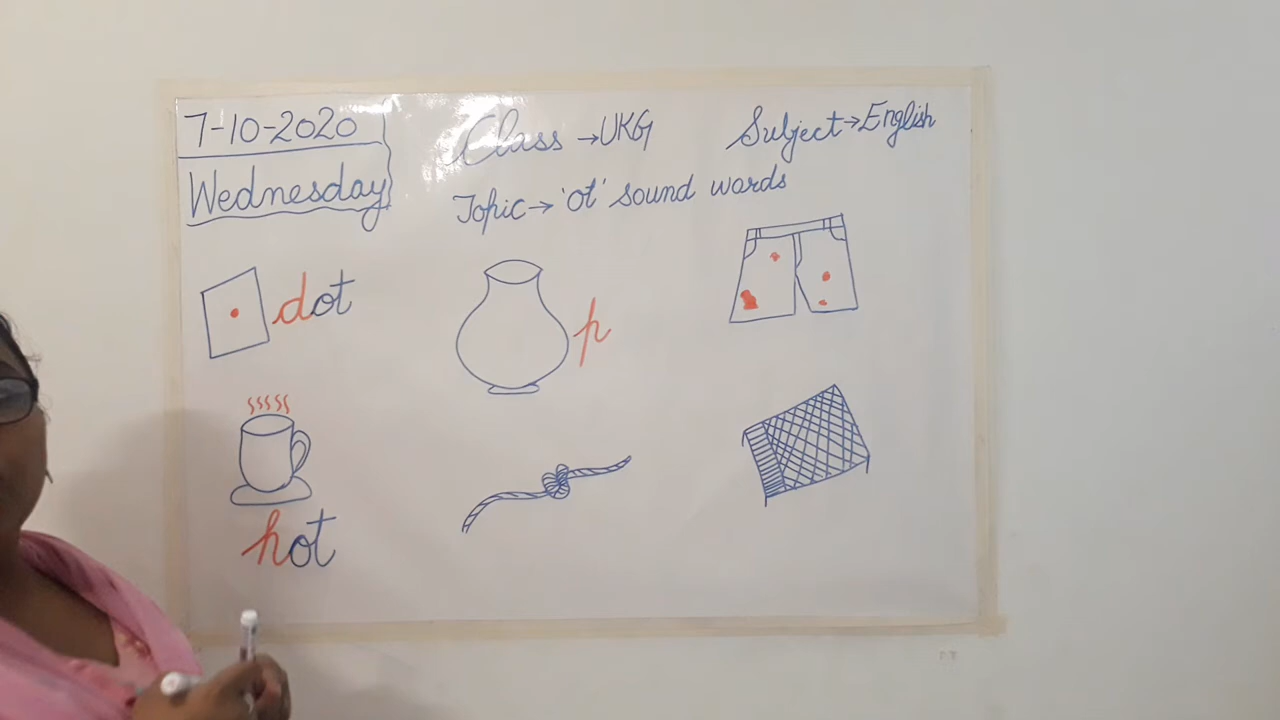 7-10-2020
Wednesday
Class → UKG
Subject → English
Topic → 'ot' sound words
dot
p
hot